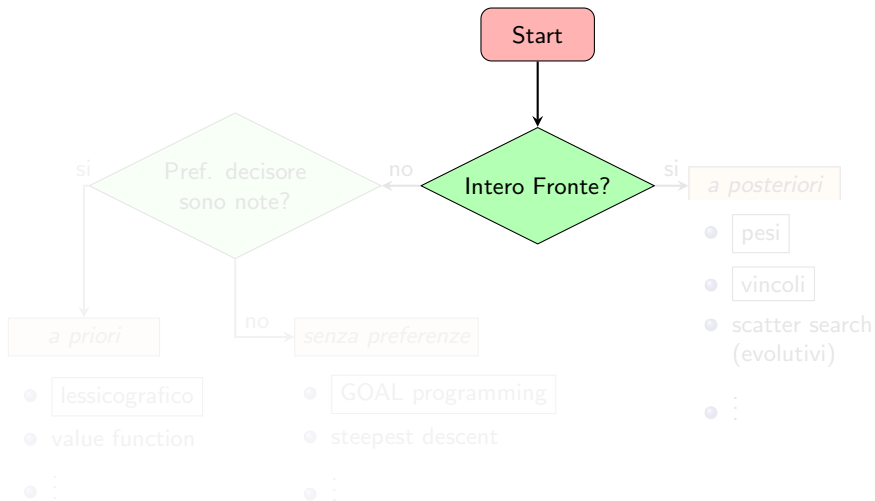 Start
Intero Fronte?
no
si
Pref. decisore
sono note?
si
no
a posteriori
pesi
vincoli
scatter search
(evolutivi)
⋮
a priori
lessicografico
value function
⋮
senza preferenze
GOAL programming
steepest descent
⋮